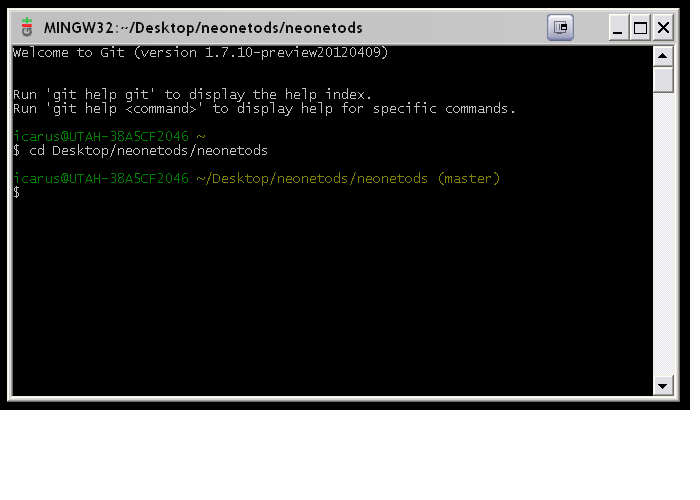 MINGW32:~/Desktop/neonetods/neonetods
Welcome to Git (version 1.7.10-preview20120409)
Run 'git help git' to display the help index.
Run 'git help <command>' to display help for specific commands.
icarus@UTAH-38A5CF2046 ~
$ cd Desktop/neonetods/neonetods
icarus@UTAH-38A5CF2046 ~/Desktop/neonetods/neonetods (master)
$